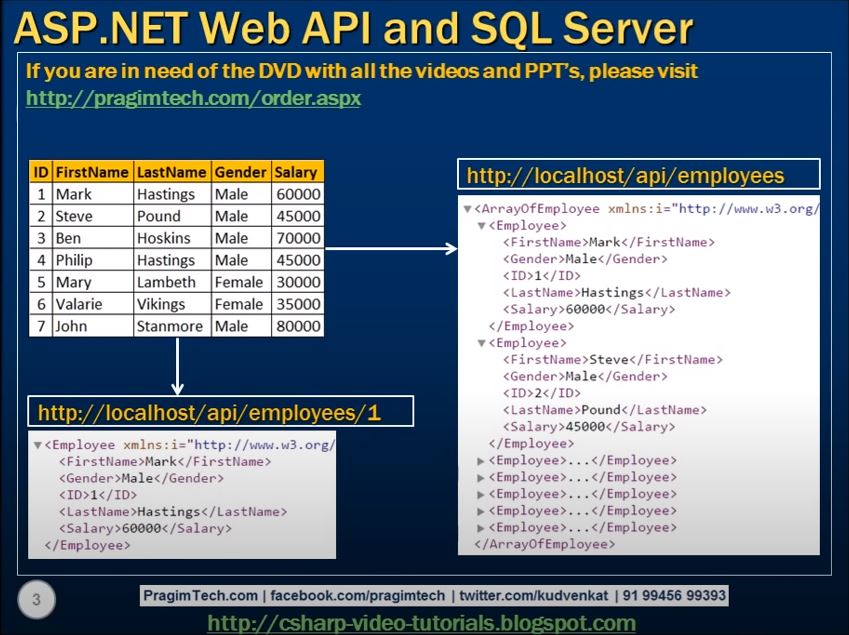 ASP.NET Web API and SQL Server
If you are in need of the DVD with all the videos and PPT's, please visit
http://pragimtech.com/order.aspx
ID FirstName LastName Gender Salary
1 Mark Hastings Male 60000
2 Steve Pound Male 45000
3 Ben Hoskins Male 70000
4 Philip Hastings Male 45000
5 Mary Lambeth Female 30000
6 Valarie Vikings Female 35000
7 John Stanmore Male 80000
http://localhost/api/employees
<ArrayOfEmployee xmlns:i="http://www.w3.org/
<Employee>
<FirstName>Mark</FirstName>
<Gender>Male</Gender>
<ID>1</ID>
<LastName>Hastings</LastName>
<Salary>60000</Salary>
</Employee>
<Employee>
<FirstName>Steve</FirstName>
<Gender>Male</Gender>
<ID>2</ID>
<LastName>Pound</LastName>
<Salary>45000</Salary>
</Employee>
<Employee>...</Employee>
<Employee>...</Employee>
<Employee>...</Employee>
<Employee>...</Employee>
<Employee>...</Employee>
</ArrayOfEmployee>
http://localhost/api/employees/1
<Employee xmlns:i="http://www.w3.org/
<FirstName>Mark</FirstName>
<Gender>Male</Gender>
<ID>1</ID>
<LastName>Hastings</LastName>
<Salary>60000</Salary>
</Employee>
3
PragimTech.com | facebook.com/pragimtech | twitter.com/kudvenkat | 91 99456 99393
http://csharp-video-tutorials.blogspot.com